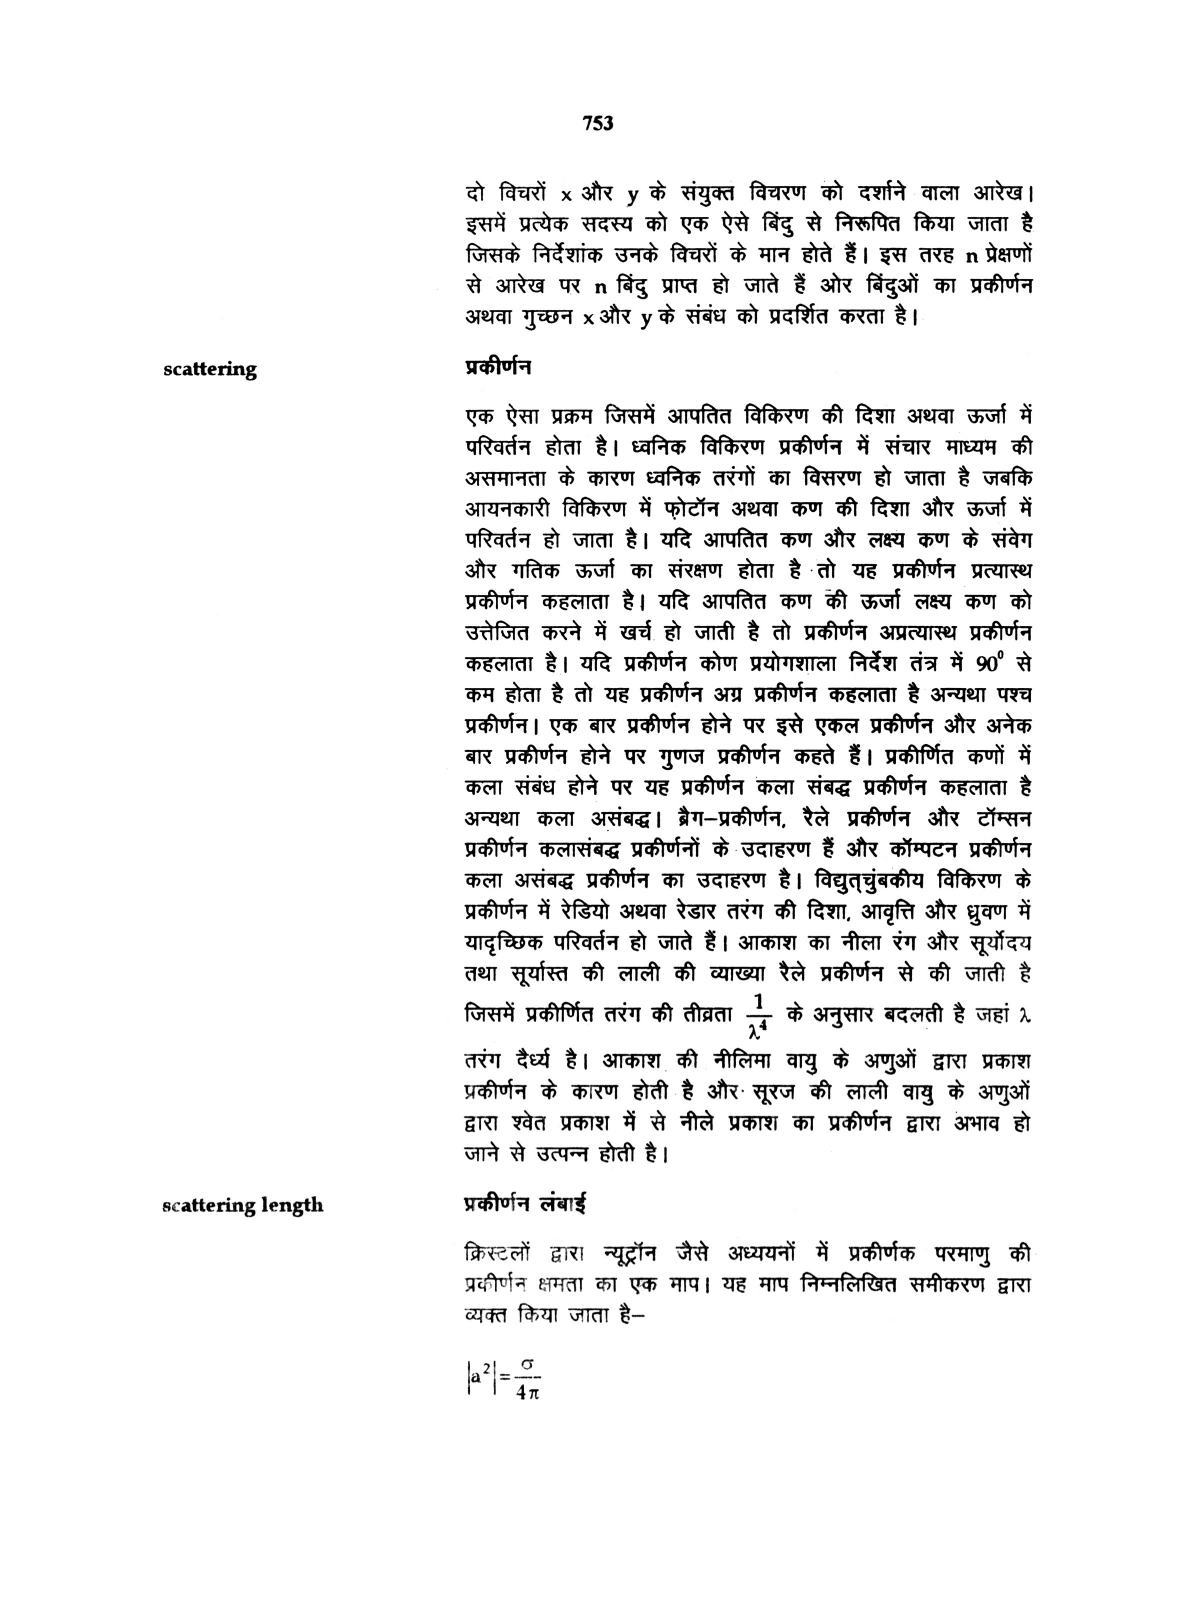 753
दो विचरों x और y के संयुक्त विचरण को दर्शाने वाला आरेख।
इसमें प्रत्येक सदस्य को एक ऐसे बिंदु से निरूपित किया जाता है
जिसके निर्देशांक उनके विचरों के मान होते हैं। इस तरह n प्रेक्षणों
से आरेख पर n बिंदु प्राप्त हो जाते हैं ओर बिंदुओं का प्रकीर्णन
अथवा गुच्छन x और y के संबंध को प्रदर्शित करता है।
scattering प्रकीर्णन
एक ऐसा प्रक्रम जिसमें आपतित विकिरण की दिशा अथवा ऊर्जा में
परिवर्तन होता है। ध्वनिक विकिरण प्रकीर्णन में संचार माध्यम की
असमानता के कारण ध्वनिक तरंगों का विसरण हो जाता है जबकि
आयनकारी विकिरण में फ़ोटॉन अथवा कण की दिशा और ऊर्जा में
परिवर्तन हो जाता है। यदि आपतित कण और लक्ष्य कण के संवेग
और गतिक ऊर्जा का संरक्षण होता है तो यह प्रकीर्णन प्रत्यास्थ
प्रकीर्णन कहलाता है। यदि आपतित कण की ऊर्जा लक्ष्य कण को
उत्तेजित करने में खर्च हो जाती है तो प्रकीर्णन अप्रत्यास्थ प्रकीर्णन
कहलाता है। यदि प्रकीर्णन कोण प्रयोगशाला निर्देश तंत्र में 90⁰ से
कम होता है तो यह प्रकीर्णन अग्र प्रकीर्णन कहलाता है अन्यथा पश्च
प्रकीर्णन। एक बार प्रकीर्णन होने पर इसे एकल प्रकीर्णन और अनेक
बार प्रकीर्णन होने पर गुणज प्रकीर्णन कहते हैं। प्रकीर्णित कणों में
कला संबंध होने पर यह प्रकीर्णन कला संबद्ध प्रकीर्णन कहलाता है
अन्यथा कला असंबद्ध। ब्रैग–प्रकीर्णन, रैले प्रकीर्णन और टॉम्सन
प्रकीर्णन कलासंबद्ध प्रकीर्णनों के उदाहरण हैं और कॉम्पटन प्रकीर्णन
कला असंबद्ध प्रकीर्णन का उदाहरण है। विद्युत्चुंबकीय विकिरण के
प्रकीर्णन में रेडियो अथवा रेडार तरंग की दिशा, आवृत्ति और ध्रुवण में
यादृच्छिक परिवर्तन हो जाते हैं। आकाश का नीला रंग और सूर्योदय
तथा सूर्यास्त की लाली की व्याख्या रैले प्रकीर्णन से की जाती है
जिसमें प्रकीर्णित तरंग की तीव्रता 1/λ⁴ के अनुसार बदलती है जहां λ
तरंग दैर्ध्य है। आकाश की नीलिमा वायु के अणुओं द्वारा प्रकाश
प्रकीर्णन के कारण होती है और सूरज की लाली वायु के अणुओं
द्वारा श्वेत प्रकाश में से नीले प्रकाश का प्रकीर्णन द्वारा अभाव हो
जाने से उत्पन्न होती है।
scattering length प्रकीर्णन लंबाई
क्रिस्टलों द्वारा न्यूट्रॉन जैसे अध्ययनों में प्रकीर्णक परमाणु की
प्रकीर्णन क्षमता का एक माप। यह माप निम्नलिखित समीकरण द्वारा
व्यक्त किया जाता है–
|a²| = σ/4π